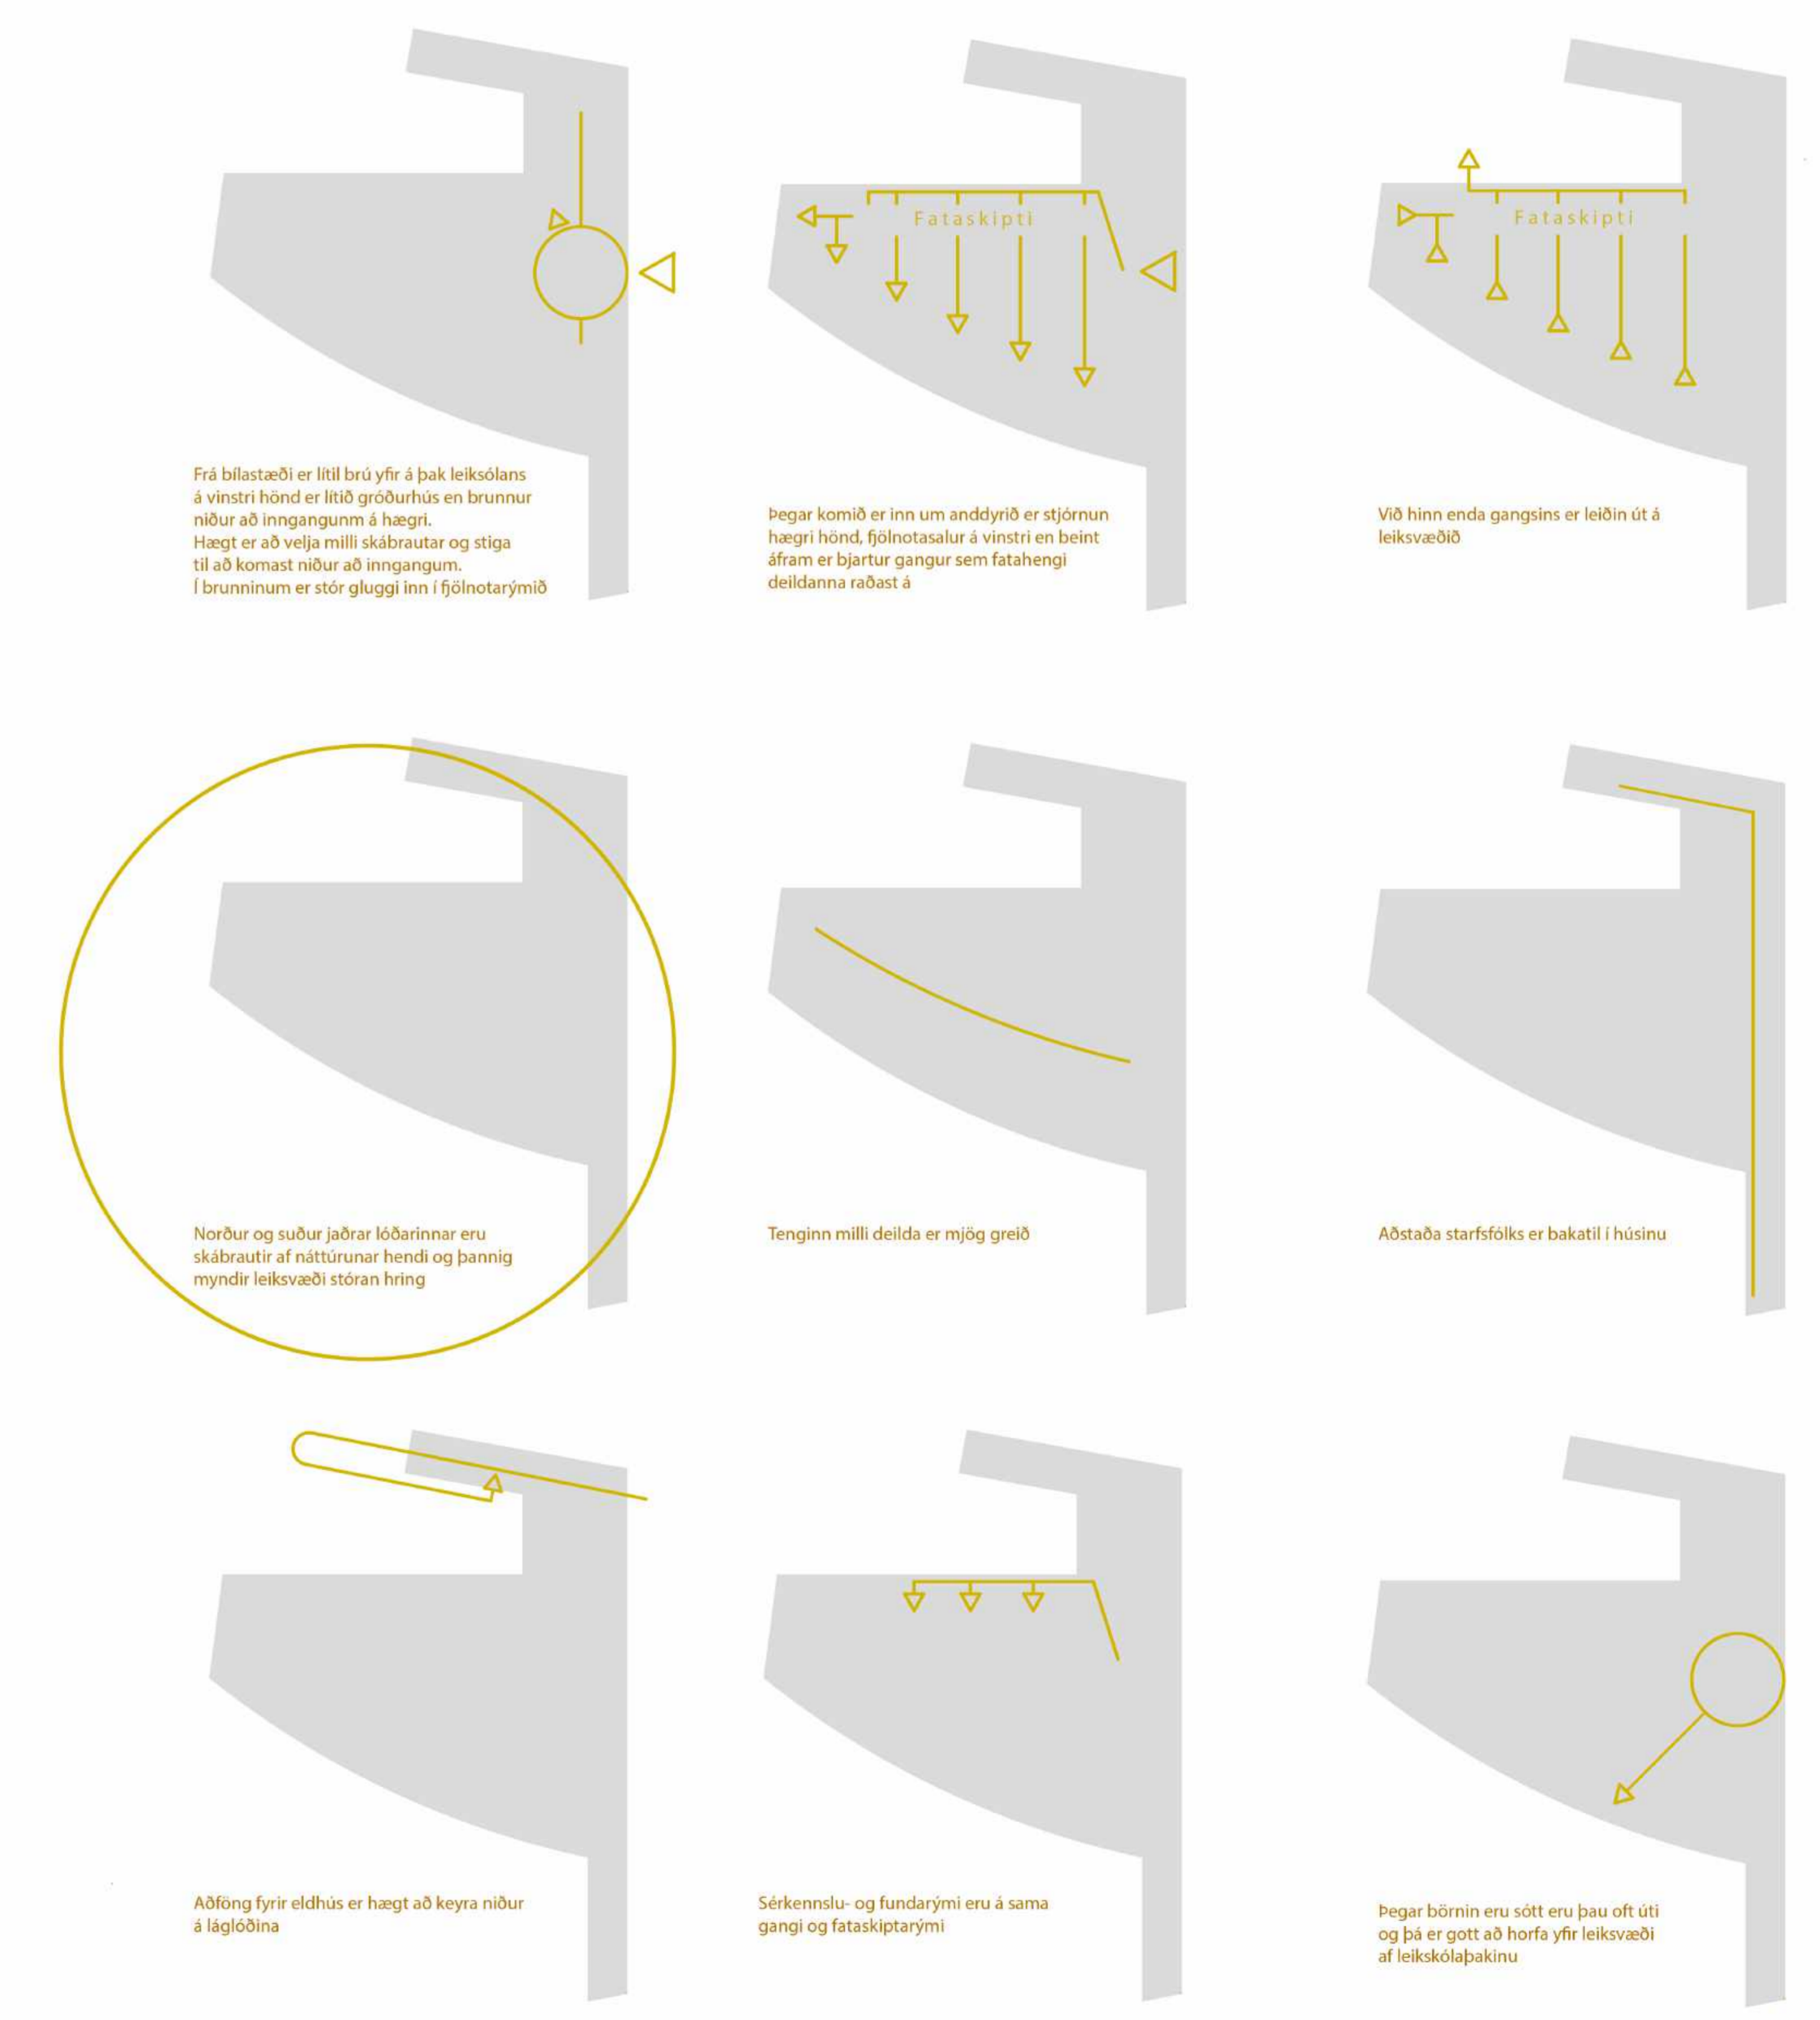 Frá bílastæði er lítil brú yfir á þak leiksólans
á vinstri hönd er lítið gróðurhús en brunnur
niður að inngangunm á hægri.
Hægt er að velja milli skábrautar og stiga
til að komast niður að inngangum.
Í brunninum er stór gluggi inn í fjölnotarýmið
Fataskipti
Þegar komið er inn um anddyrið er stjórnun
hægri hönd, fjölnotasalur á vinstri en beint
áfram er bjartur gangur sem fatahengi
deildanna raðast á
Fataskipti
Við hinn enda gangsins er leiðin út á
leiksvæðið
Norður og suður jaðrar lóðarinnar eru
skábrautir af náttúrunar hendi og þannig
myndir leiksvæði stóran hring
Tenginn milli deilda er mjög greið
Aðstaða starfsfólks er bakatil í húsinu
Aðföng fyrir eldhús er hægt að keyra niður
á láglóðina
Sérkennslu- og fundarými eru á sama
gangi og fataskiptarými
Þegar börnin eru sótt eru þau oft úti
og þá er gott að horfa yfir leiksvæði
af leikskólaþakinu